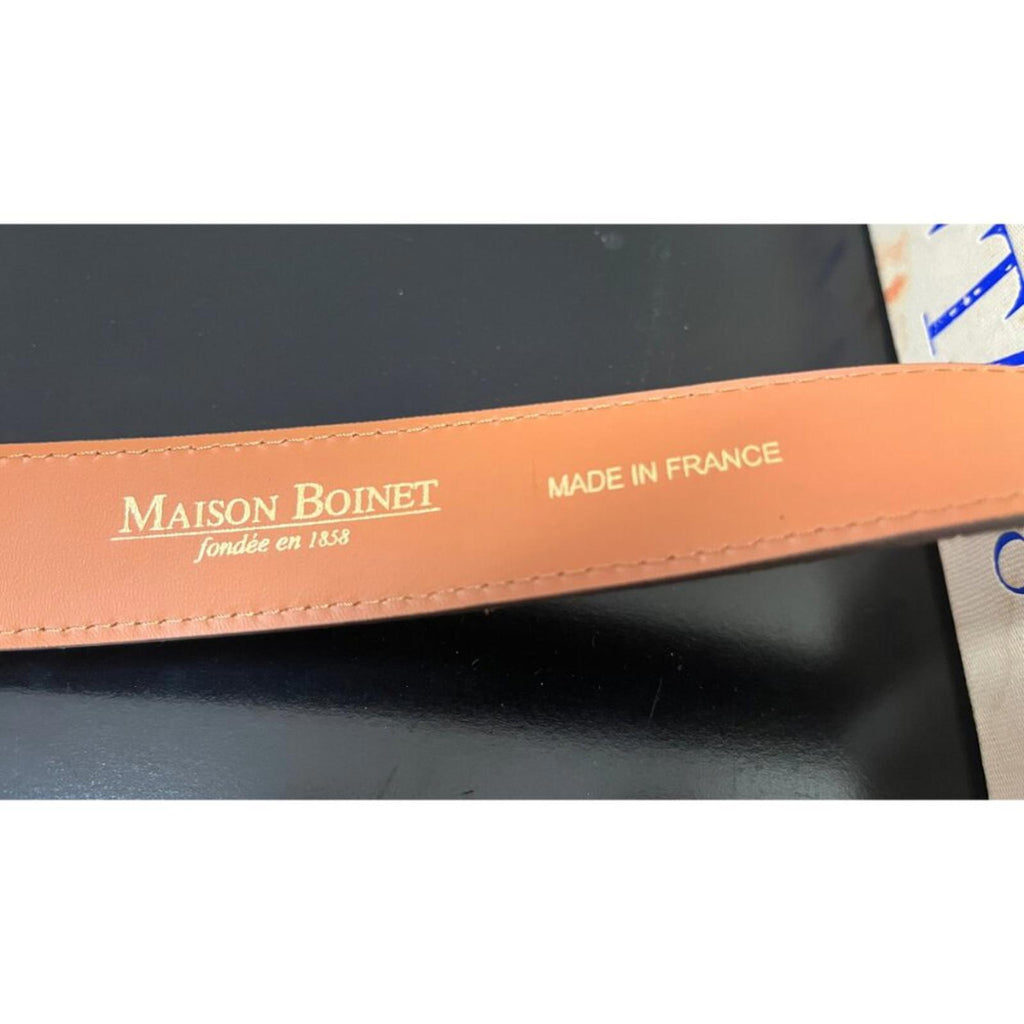 MAISON BOINET
fondée en 1858
MADE IN FRANCE